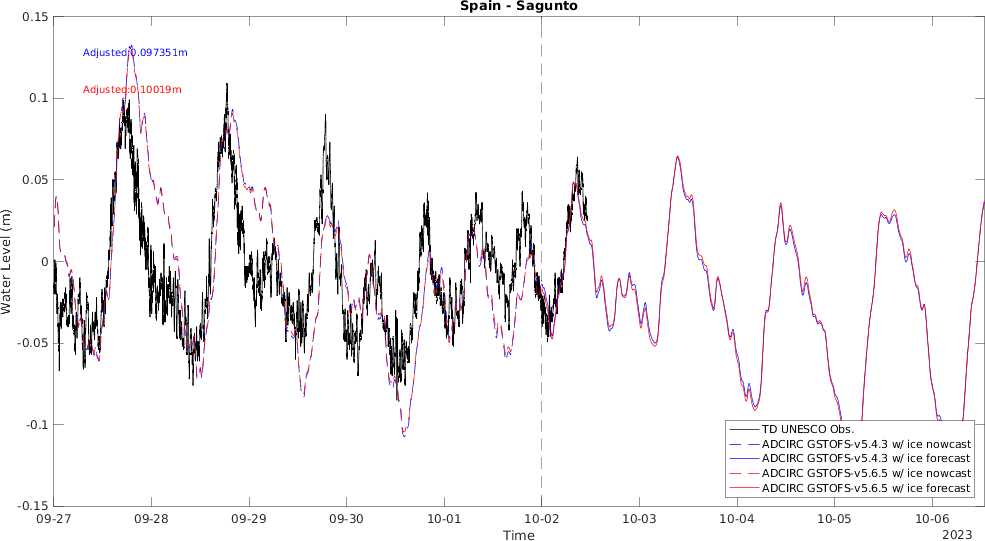 Spain - Sagunto
0.15
0.1
0.05
0
-0.05
-0.1
-0.15
Water Level (m)
Adjusted:0.097351m
Adjusted:0.10019m
TD UNESCO Obs.
ADCIRC GSTOFS-v5.4.3 w/ ice nowcast
ADCIRC GSTOFS-v5.4.3 w/ ice forecast
ADCIRC GSTOFS-v5.6.5 w/ ice nowcast
ADCIRC GSTOFS-v5.6.5 w/ ice forecast
09-27 09-28 09-29 09-30 10-01 10-02 10-03 10-04 10-05 10-06
Time
2023